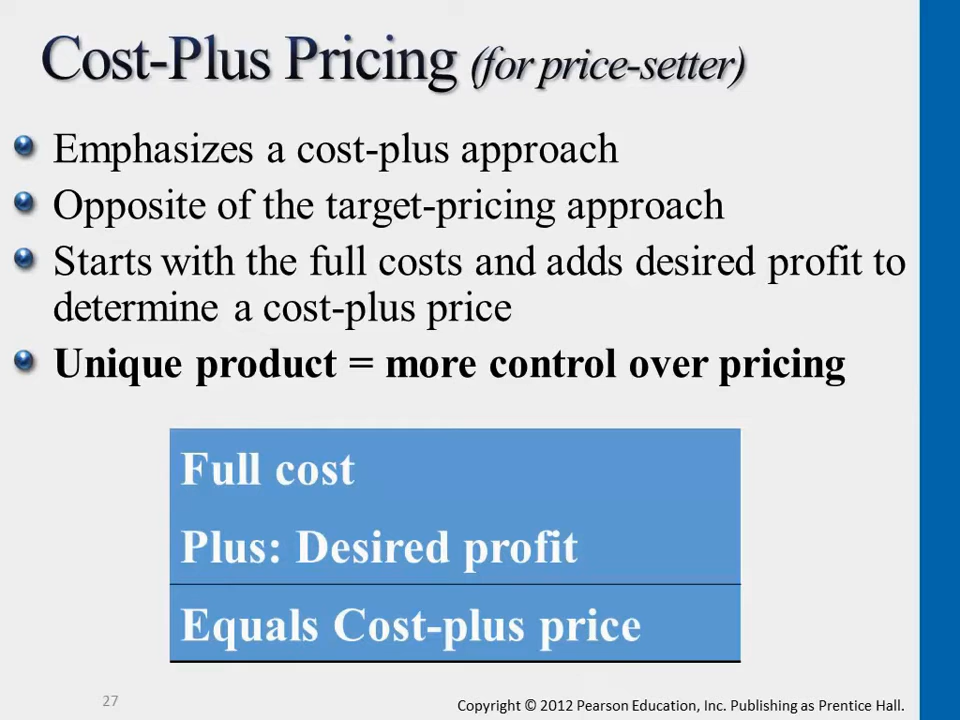 Cost-Plus Pricing (for price-setter)
Emphasizes a cost-plus approach
Opposite of the target-pricing approach
Starts with the full costs and adds desired profit to
determine a cost-plus price
Unique product = more control over pricing
Full cost
Plus: Desired profit
Equals Cost-plus price
27
Copyright © 2012 Pearson Education, Inc. Publishing as Prentice Hall.